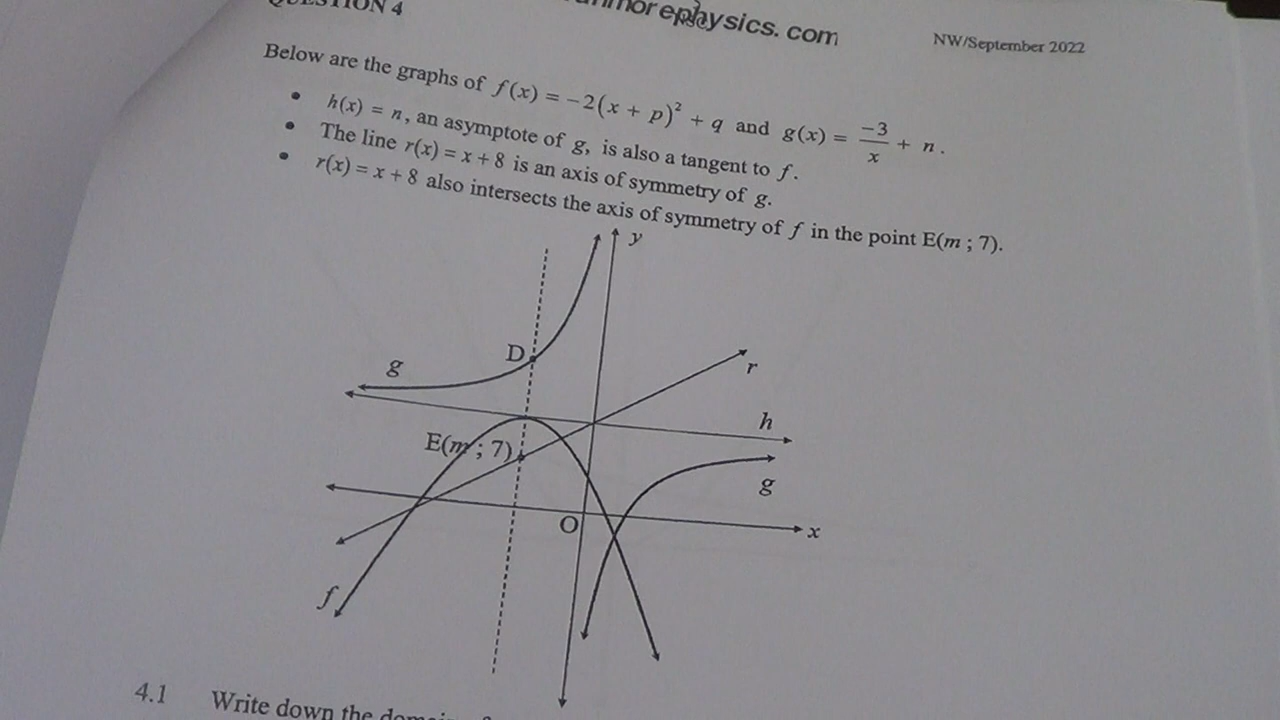 QUESTION 4
NW/September 2022
Below are the graphs of f(x) = −2(x + p)² + q and g(x) = −3/x + n.
• h(x) = n, an asymptote of g, is also a tangent to f.
• The line r(x) = x + 8 is an axis of symmetry of g.
• r(x) = x + 8 also intersects the axis of symmetry of f in the point E(m ; 7).
y
D
g
r
h
E(m ; 7)
g
O
x
f
4.1 Write down the